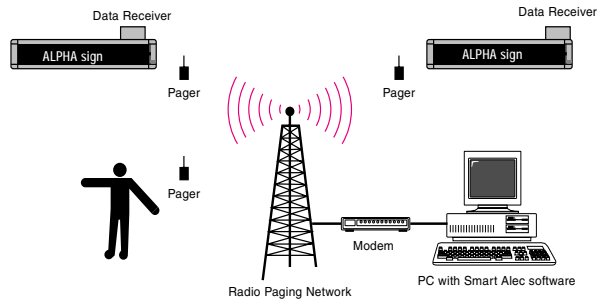 Data Receiver
Data Receiver
ALPHA sign
ALPHA sign
Pager
Pager
Pager
Modem
PC with Smart Alec software
Radio Paging Network